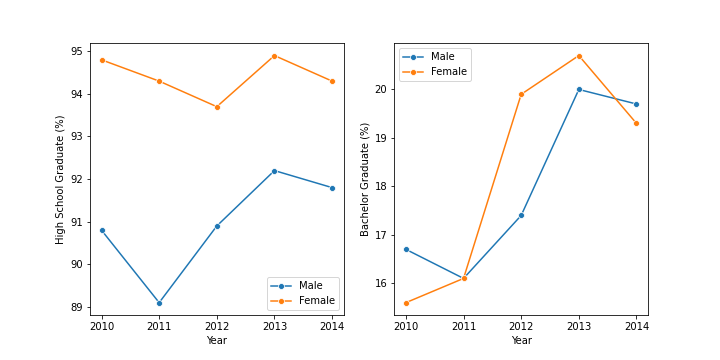 High School Graduate (%)
95
94
93
92
91
90
89
2010 2011 2012 2013 2014
Year
Male
Female
Bachelor Graduate (%)
20
19
18
17
16
2010 2011 2012 2013 2014
Year
Male
Female